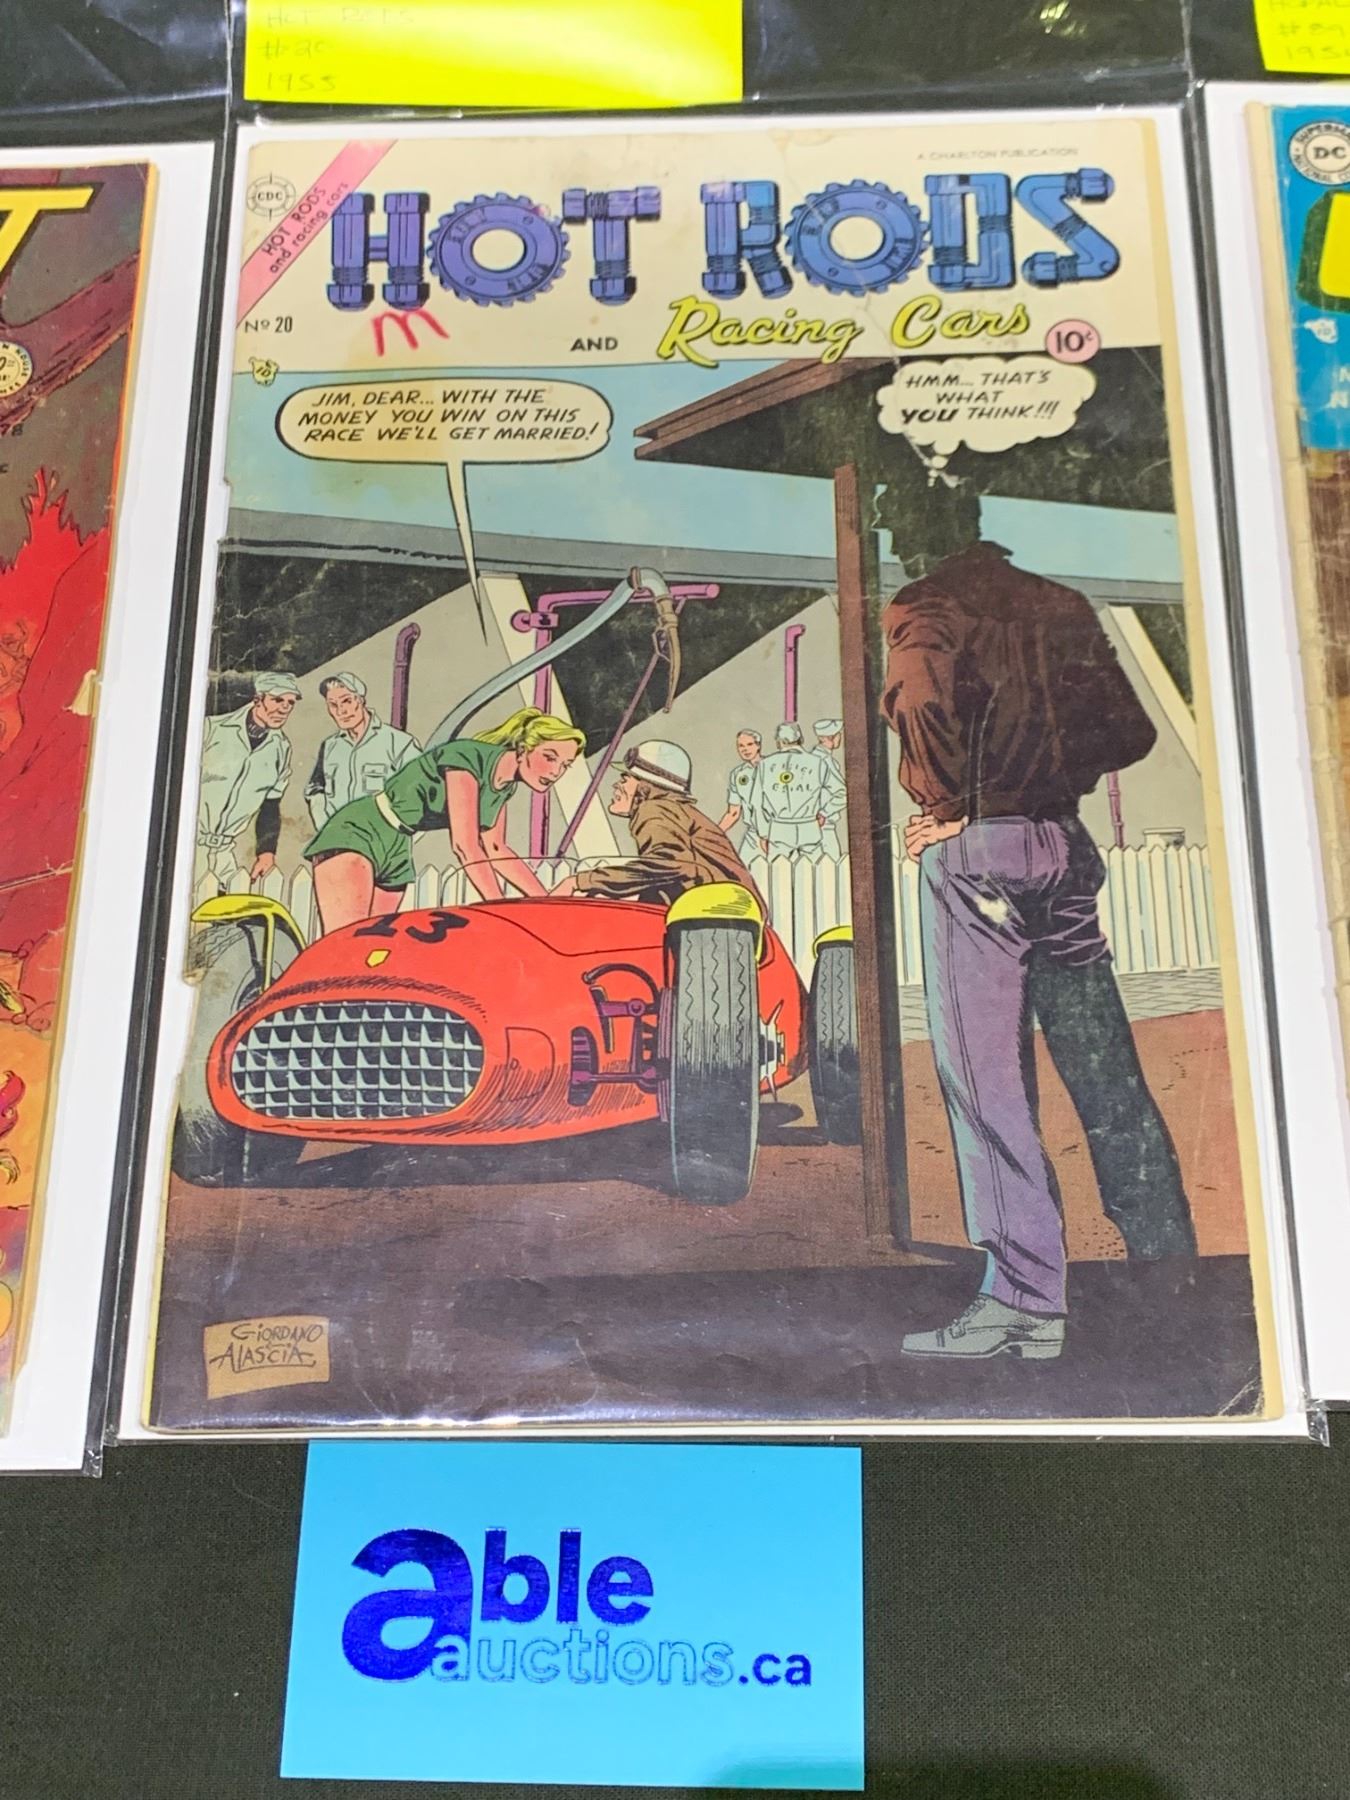 HOT RODS
#20
1955
1954
A CHARLTON PUBLICATION
CDC
HOT RODS
and racing cars
HOT RODS
Nº 20
M
AND
Racing Cars
10¢
JIM, DEAR... WITH THE
MONEY YOU WIN ON THIS
RACE WE'LL GET MARRIED!
HMM... THAT'S
WHAT
YOU THINK!!!
13
GIORDANO
ALASCIA
DC
78
able
auctions.ca